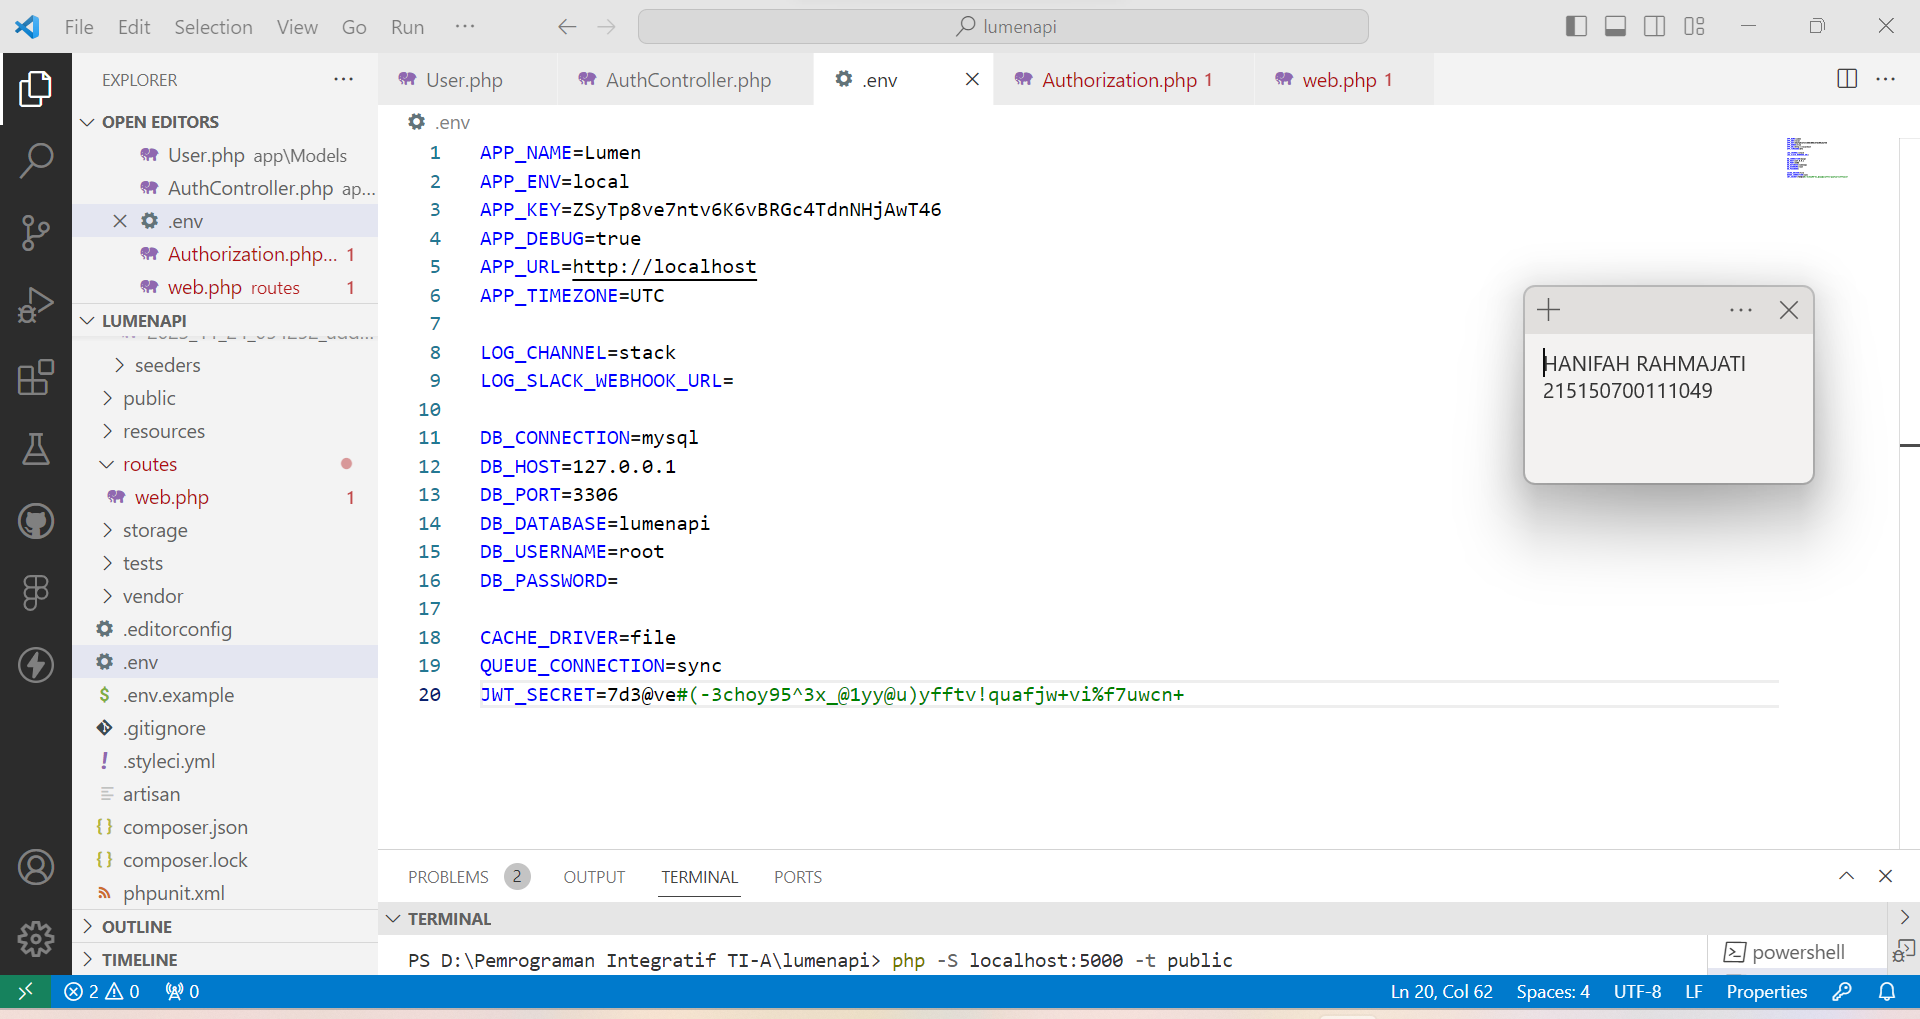 File Edit Selection View Go Run ···
lumenapi
EXPLORER
OPEN EDITORS
User.php app\Models
AuthController.php ap...
.env
Authorization.php... 1
web.php routes 1
LUMENAPI
seeders
public
resources
routes
web.php 1
storage
tests
vendor
.editorconfig
.env
.env.example
.gitignore
.styleci.yml
artisan
composer.json
composer.lock
phpunit.xml
OUTLINE
TIMELINE
User.php AuthController.php .env Authorization.php 1 web.php 1
.env
1 APP_NAME=Lumen
2 APP_ENV=local
3 APP_KEY=ZSyTp8ve7ntv6K6vBRGc4TdnNHjAwT46
4 APP_DEBUG=true
5 APP_URL=http://localhost
6 APP_TIMEZONE=UTC
7
8 LOG_CHANNEL=stack
9 LOG_SLACK_WEBHOOK_URL=
10
11 DB_CONNECTION=mysql
12 DB_HOST=127.0.0.1
13 DB_PORT=3306
14 DB_DATABASE=lumenapi
15 DB_USERNAME=root
16 DB_PASSWORD=
17
18 CACHE_DRIVER=file
19 QUEUE_CONNECTION=sync
20 JWT_SECRET=7d3@ve#(-3choy95^3x_@1yy@u)yfftv!quafjw+vi%f7uwcn+
HANIFAH RAHMAJATI
215150700111049
PROBLEMS 2 OUTPUT TERMINAL PORTS
TERMINAL
PS D:\Pemrograman Integratif TI-A\lumenapi> php -S localhost:5000 -t public
powershell
2 0 0
Ln 20, Col 62 Spaces: 4 UTF-8 LF Properties